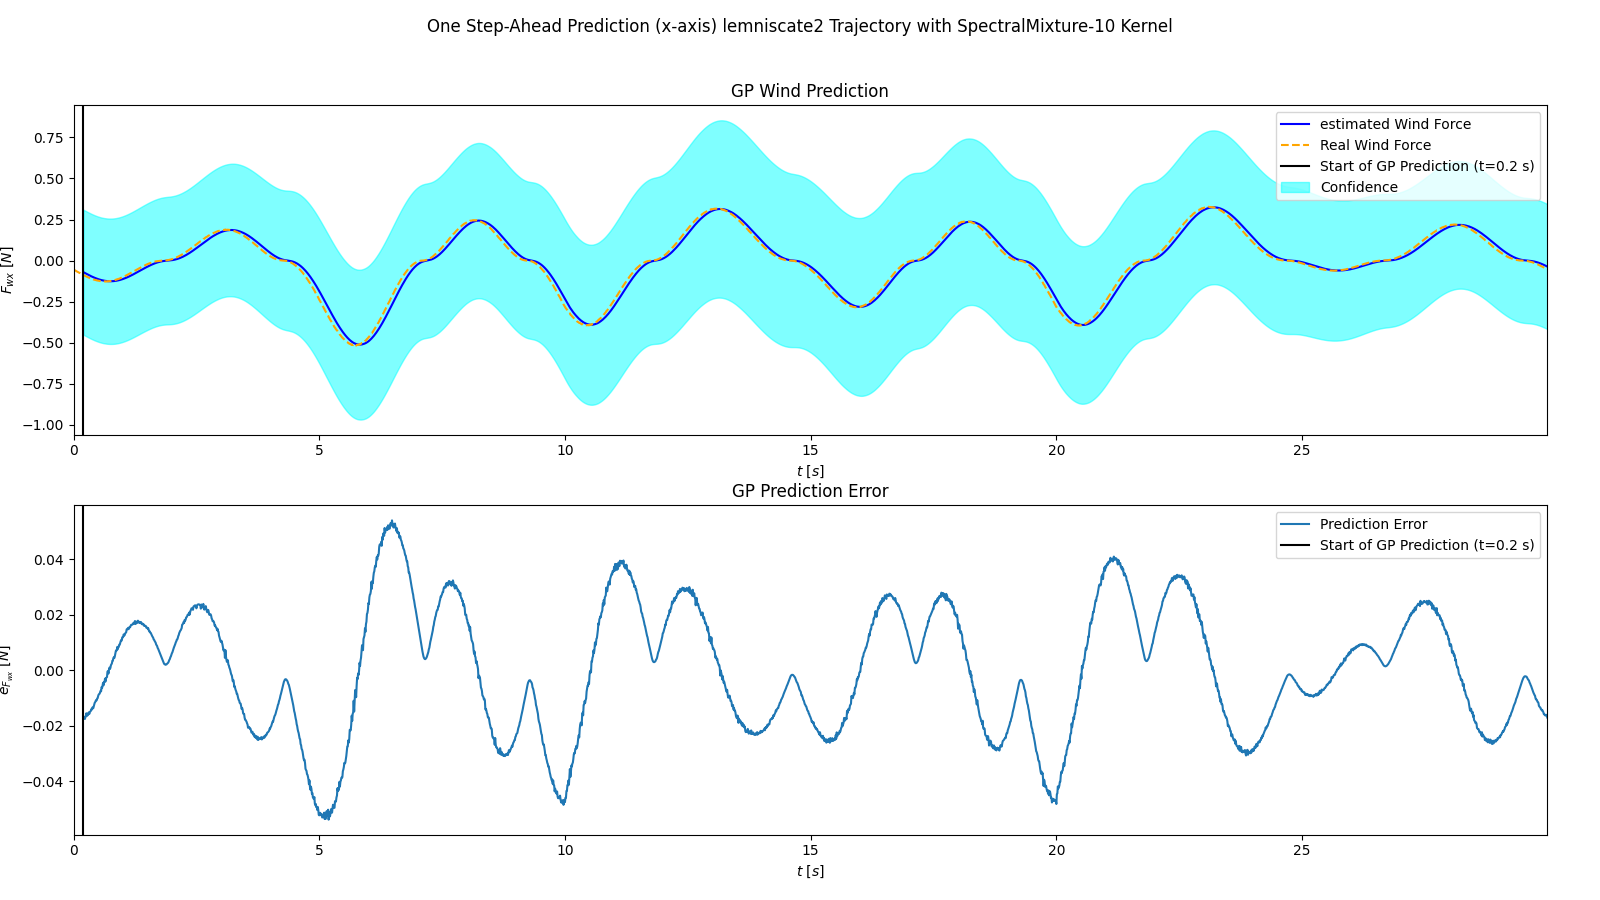 One Step-Ahead Prediction (x-axis) lemniscate2 Trajectory with SpectralMixture-10 Kernel
GP Wind Prediction
estimated Wind Force
Real Wind Force
Start of GP Prediction (t=0.2 s)
Confidence
F_wx [N]
0.75
0.50
0.25
0.00
−0.25
−0.50
−0.75
−1.00
0 5 10 15 20 25
t [s]
GP Prediction Error
Prediction Error
Start of GP Prediction (t=0.2 s)
e_F_wx [N]
0.04
0.02
0.00
−0.02
−0.04
0 5 10 15 20 25
t [s]